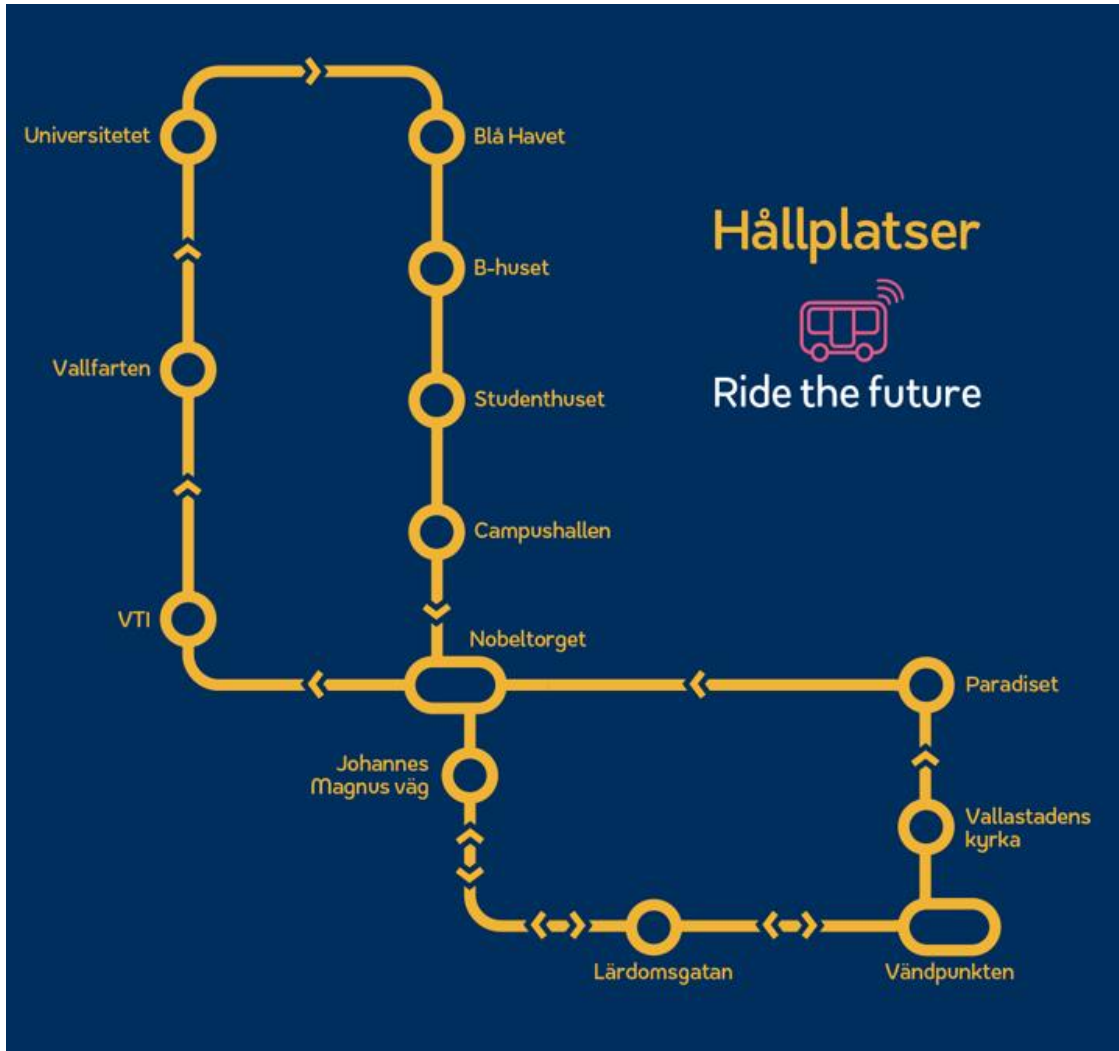 Universitetet
Blå Havet
Hållplatser
B-huset
Vallfarten
Ride the future
Studenthuset
Campushallen
VTI
Nobeltorget
Paradiset
Johannes
Magnus väg
Vallastadens
kyrka
Lärdomsgatan
Vändpunkten